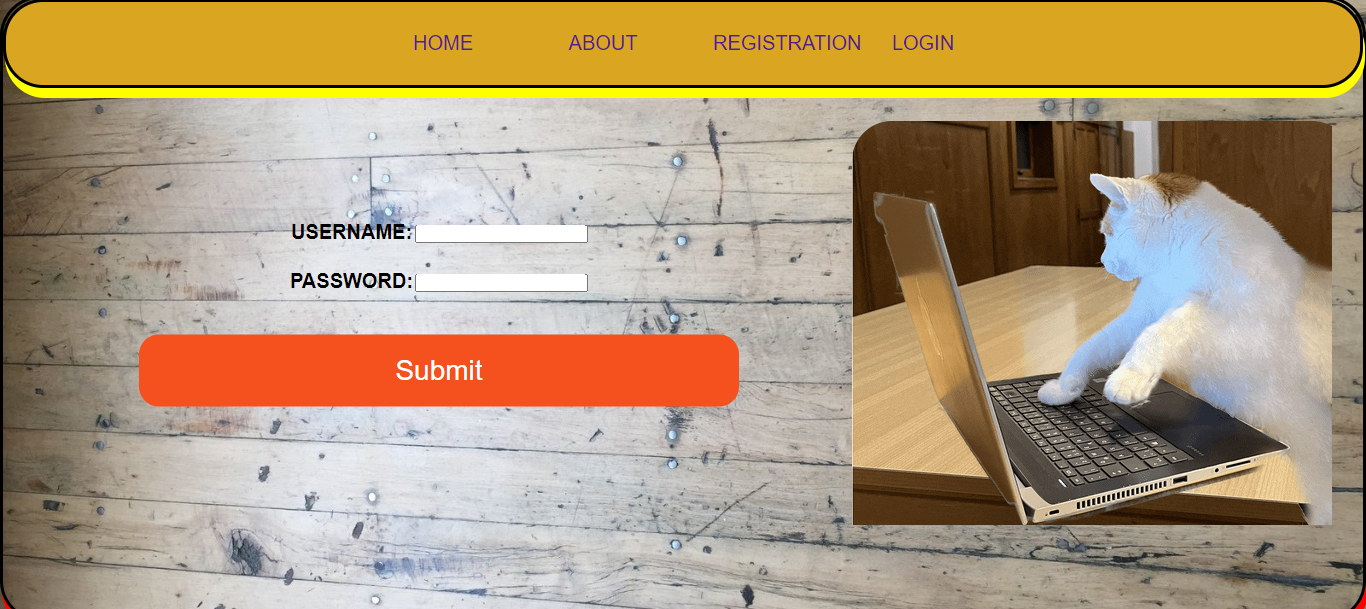 HOME ABOUT REGISTRATION LOGIN
USERNAME:
PASSWORD:
Submit